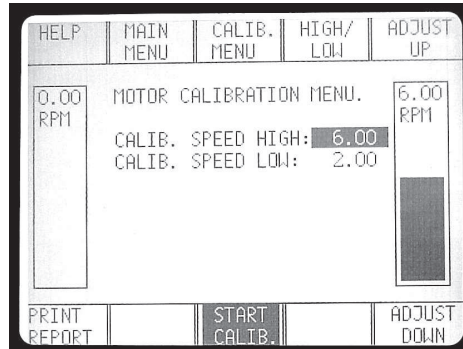 HELP
MAIN MENU
CALIB. MENU
HIGH/ LOW
ADJUST UP
0.00 RPM
MOTOR CALIBRATION MENU.
6.00 RPM
CALIB. SPEED HIGH: 6.00
CALIB. SPEED LOW: 2.00
PRINT REPORT
START CALIB.
ADJUST DOWN